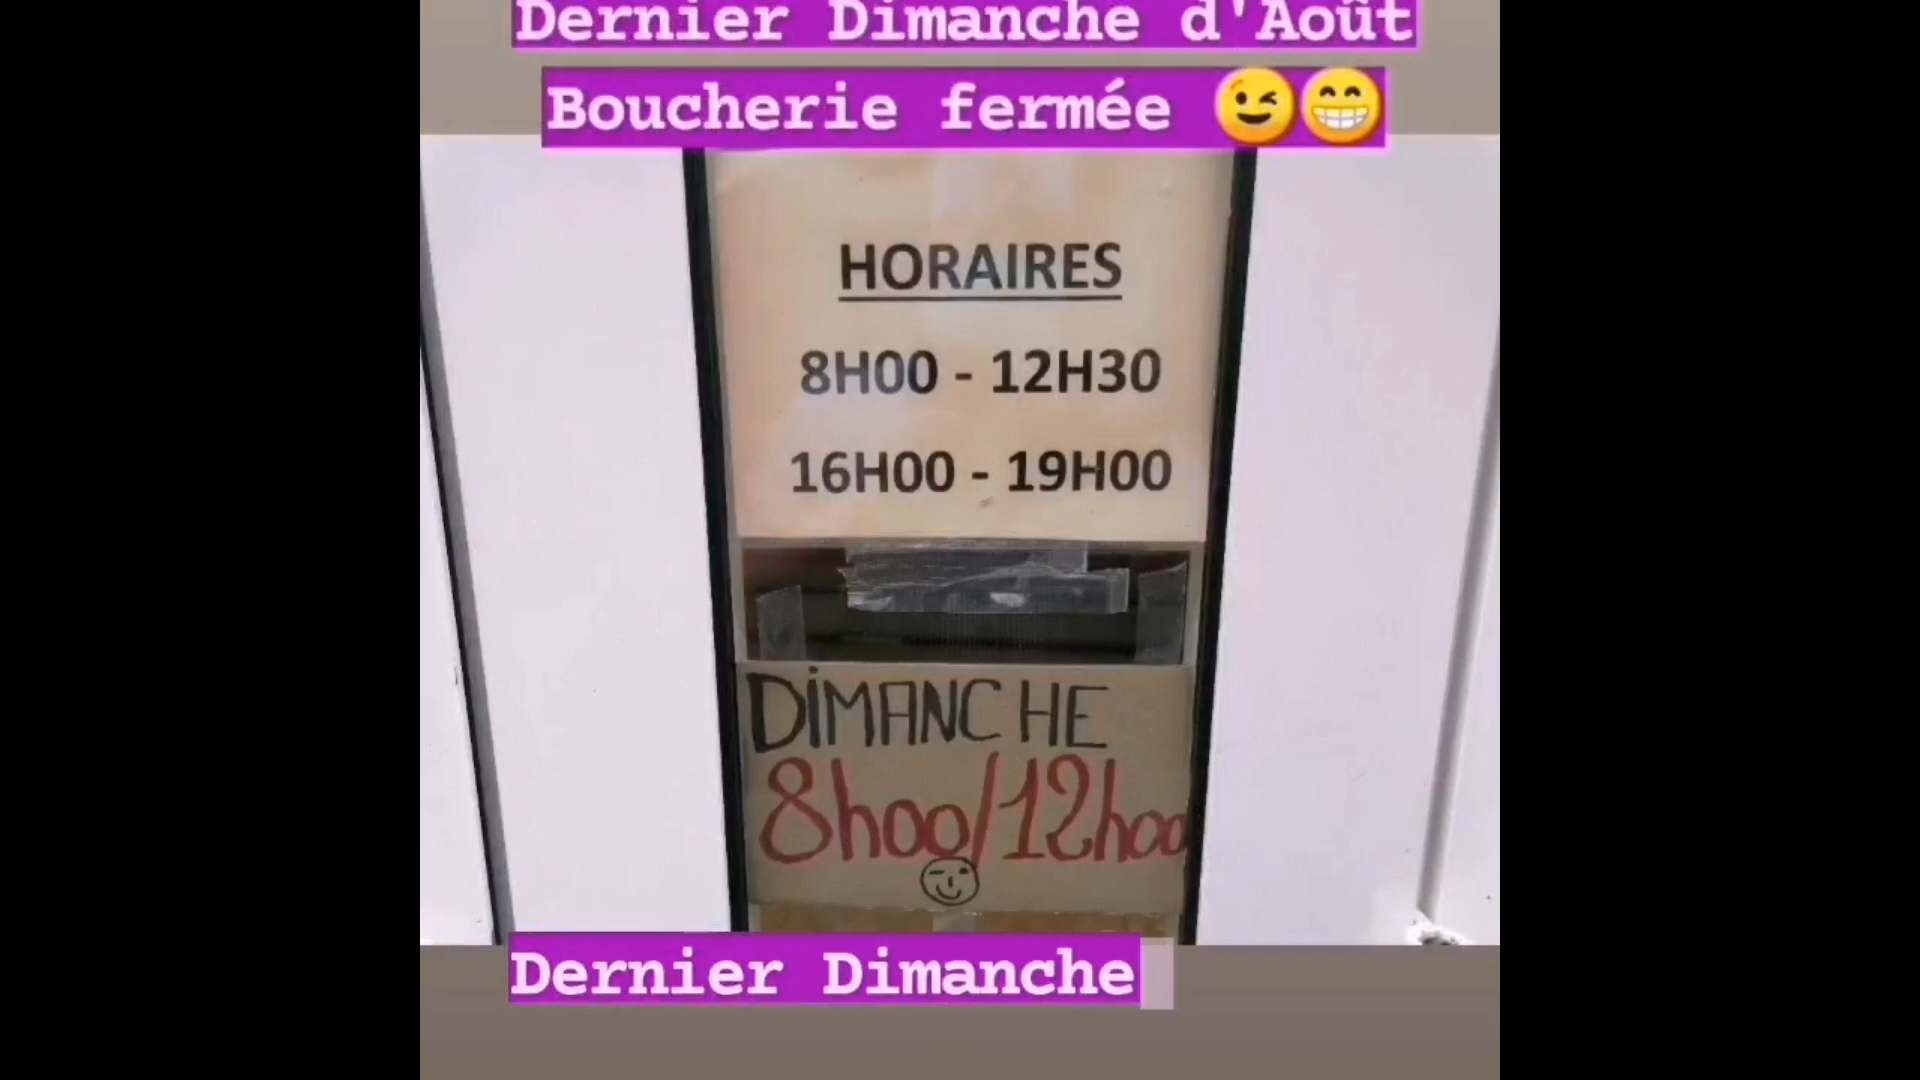 Dernier Dimanche d'Août
Boucherie fermée 😉😁
HORAIRES
8H00 - 12H30
16H00 - 19H00
DiMANCHE
8h00/12h00
Dernier Dimanche